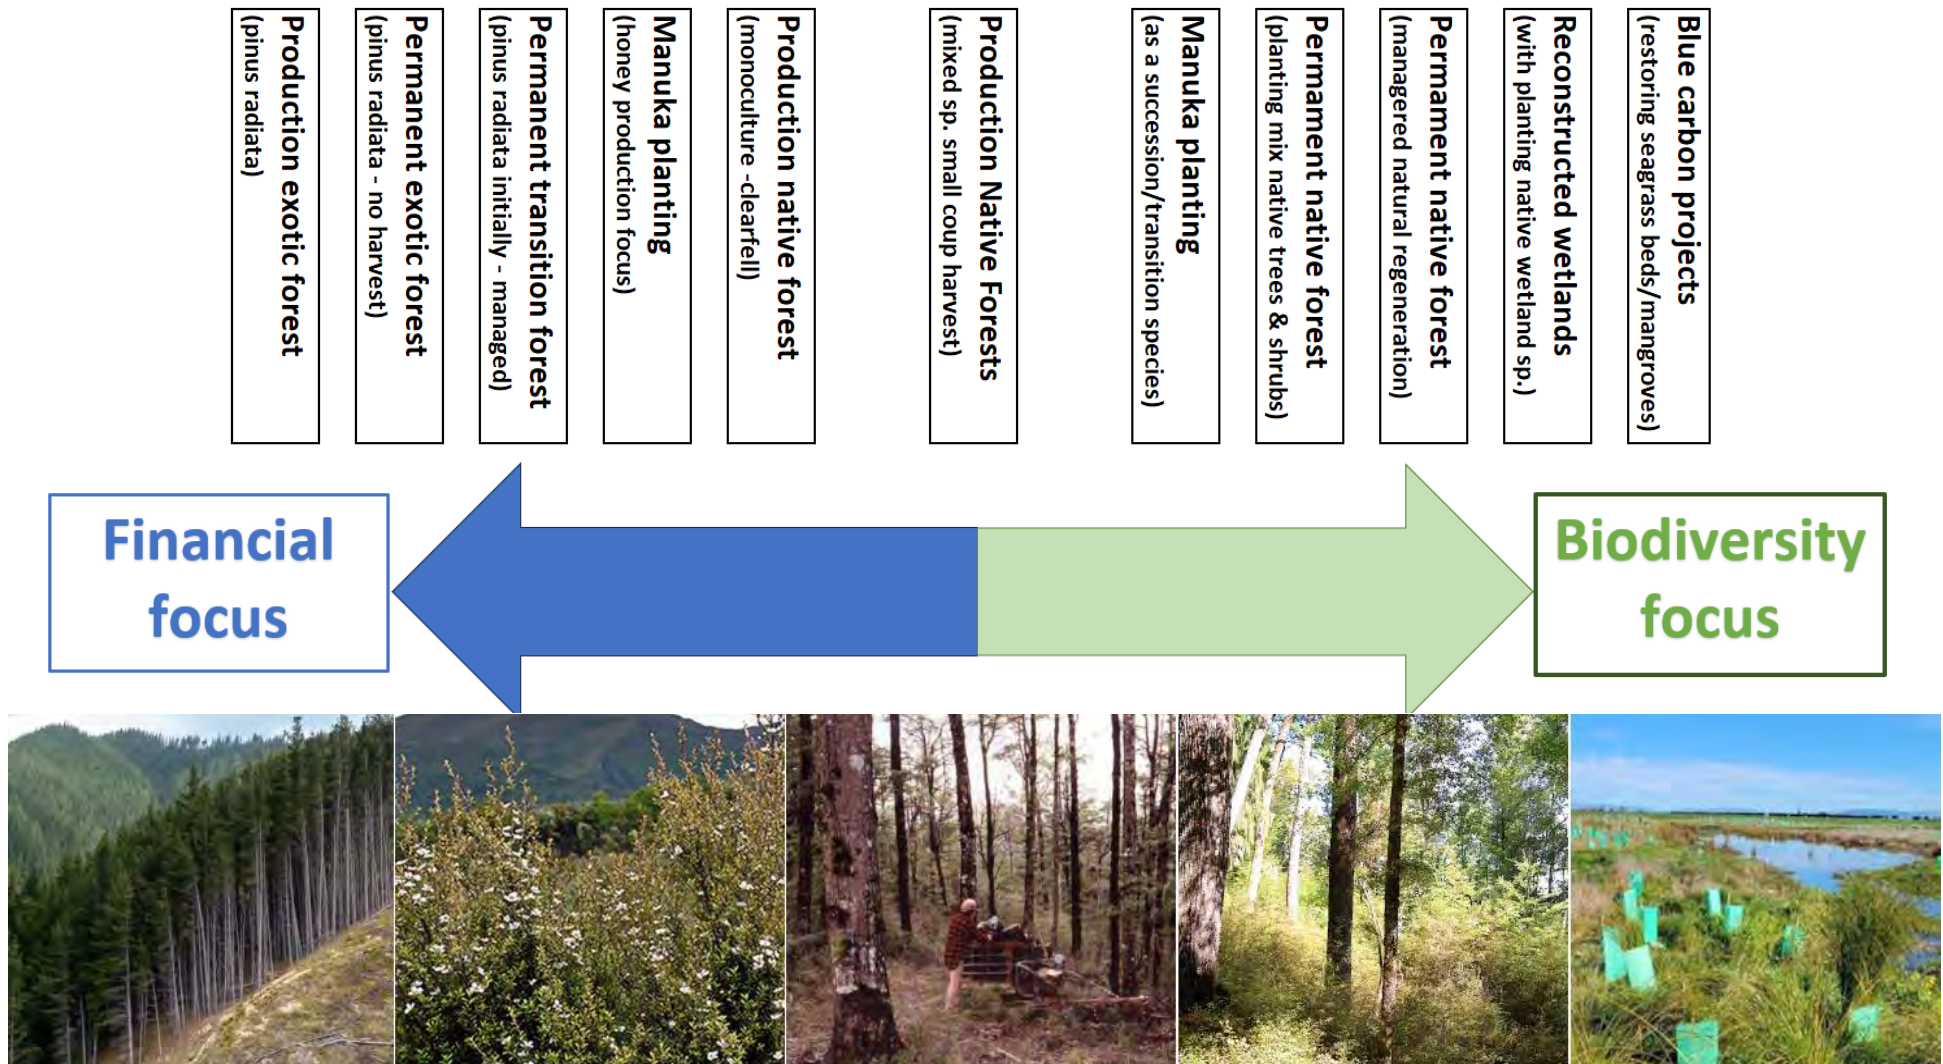 Production exotic forest
(pinus radiata)
Permanent exotic forest
(pinus radiata - no harvest)
Permanent transition forest
(pinus radiata initially - managed)
Manuka planting
(honey production focus)
Production native forest
(monoculture -clearfell)
Production Native Forests
(mixed sp. small coup harvest)
Manuka planting
(as a succession/transition species)
Permament native forest
(planting mix native trees & shrubs)
Permament native forest
(managered natural regeneration)
Reconstructed wetlands
(with planting native wetland sp.)
Blue carbon projects
(restoring seagrass beds/mangroves)
Financial
focus
Biodiversity
focus